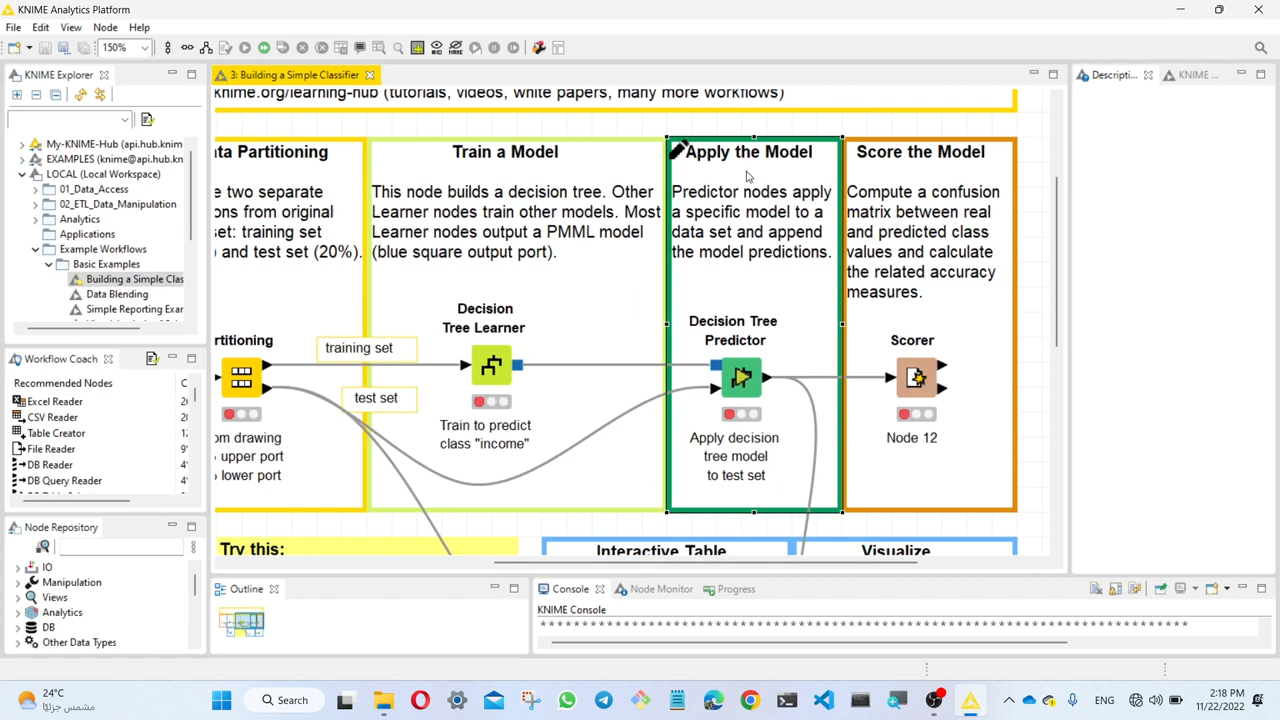 KNIME Analytics Platform
File Edit View Node Help
150%
KNIME Explorer
My-KNIME-Hub (api.hub.knim
EXAMPLES (knime@api.hub.kn
LOCAL (Local Workspace)
01_Data_Access
02_ETL_Data_Manipulation
Analytics
Applications
Example Workflows
Basic Examples
Building a Simple Clas
Data Blending
Simple Reporting Exar
Workflow Coach
Recommended Nodes C
Excel Reader 2
CSV Reader 2
Table Creator 1
File Reader 9
DB Reader 4
DB Query Reader 4
Node Repository
IO
Manipulation
Views
Analytics
DB
Other Data Types
3: Building a Simple Classifier
knime.org/learning-hub (tutorials, videos, white papers, many more workflows)
ta Partitioning
e two separate
ons from original
set: training set
) and test set (20%).
rtitioning
om drawing
upper port
lower port
training set
test set
Train a Model
This node builds a decision tree. Other
Learner nodes train other models. Most
Learner nodes output a PMML model
(blue square output port).
Decision
Tree Learner
Train to predict
class "income"
Apply the Model
Predictor nodes apply
a specific model to a
data set and append
the model predictions.
Decision Tree
Predictor
Apply decision
tree model
to test set
Score the Model
Compute a confusion
matrix between real
and predicted class
values and calculate
the related accuracy
measures.
Scorer
Node 12
Try this:
Interactive Table
Visualize
Descripti...
KNIME ...
Outline
Console
Node Monitor
Progress
KNIME Console
********************************************************************************
24°C
مشمس جزئيًا
Search
ENG
2:18 PM
11/22/2022